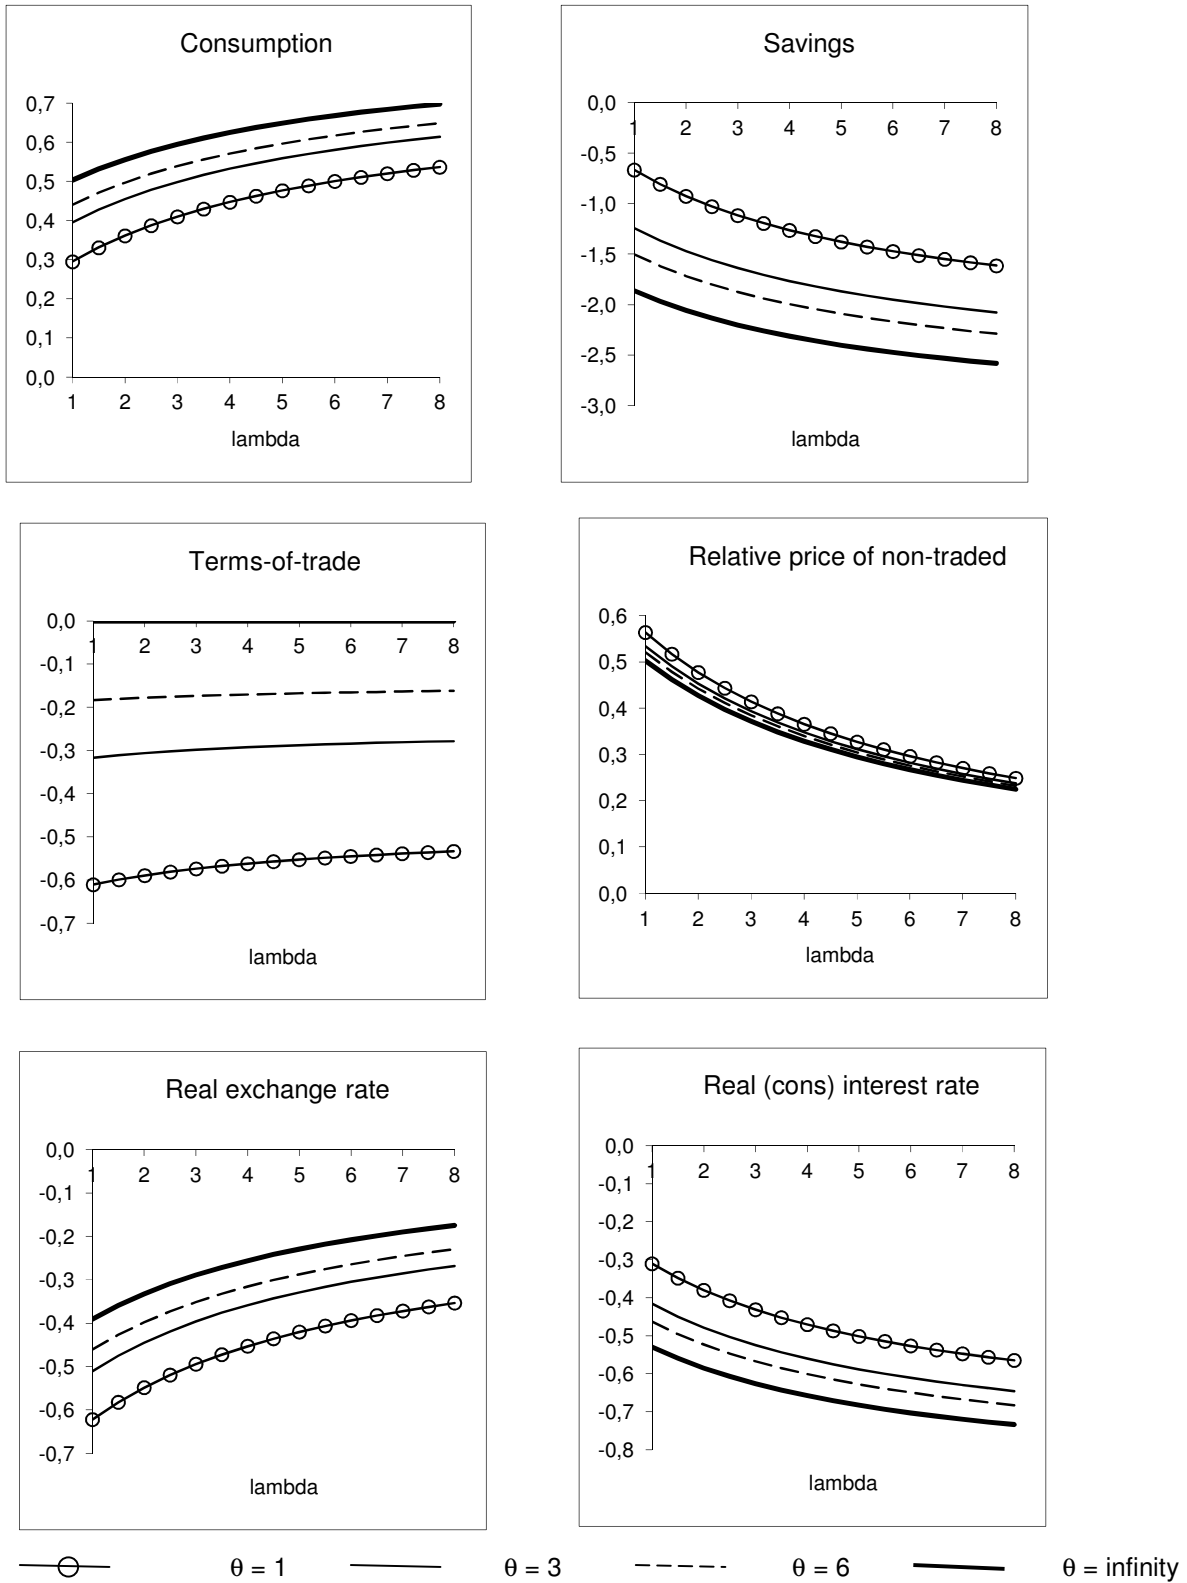 Consumption
0,7
0,6
0,5
0,4
0,3
0,2
0,1
0,0
1 2 3 4 5 6 7 8
lambda
Savings
0,0
1 2 3 4 5 6 7 8
-0,5
-1,0
-1,5
-2,0
-2,5
-3,0
lambda
Terms-of-trade
0,0
1 2 3 4 5 6 7 8
-0,1
-0,2
-0,3
-0,4
-0,5
-0,6
-0,7
lambda
Relative price of non-traded
0,6
0,5
0,4
0,3
0,2
0,1
0,0
1 2 3 4 5 6 7 8
lambda
Real exchange rate
0,0
1 2 3 4 5 6 7 8
-0,1
-0,2
-0,3
-0,4
-0,5
-0,6
-0,7
lambda
Real (cons) interest rate
0,0
1 2 3 4 5 6 7 8
-0,1
-0,2
-0,3
-0,4
-0,5
-0,6
-0,7
-0,8
lambda
θ = 1 θ = 3 θ = 6 θ = infinity